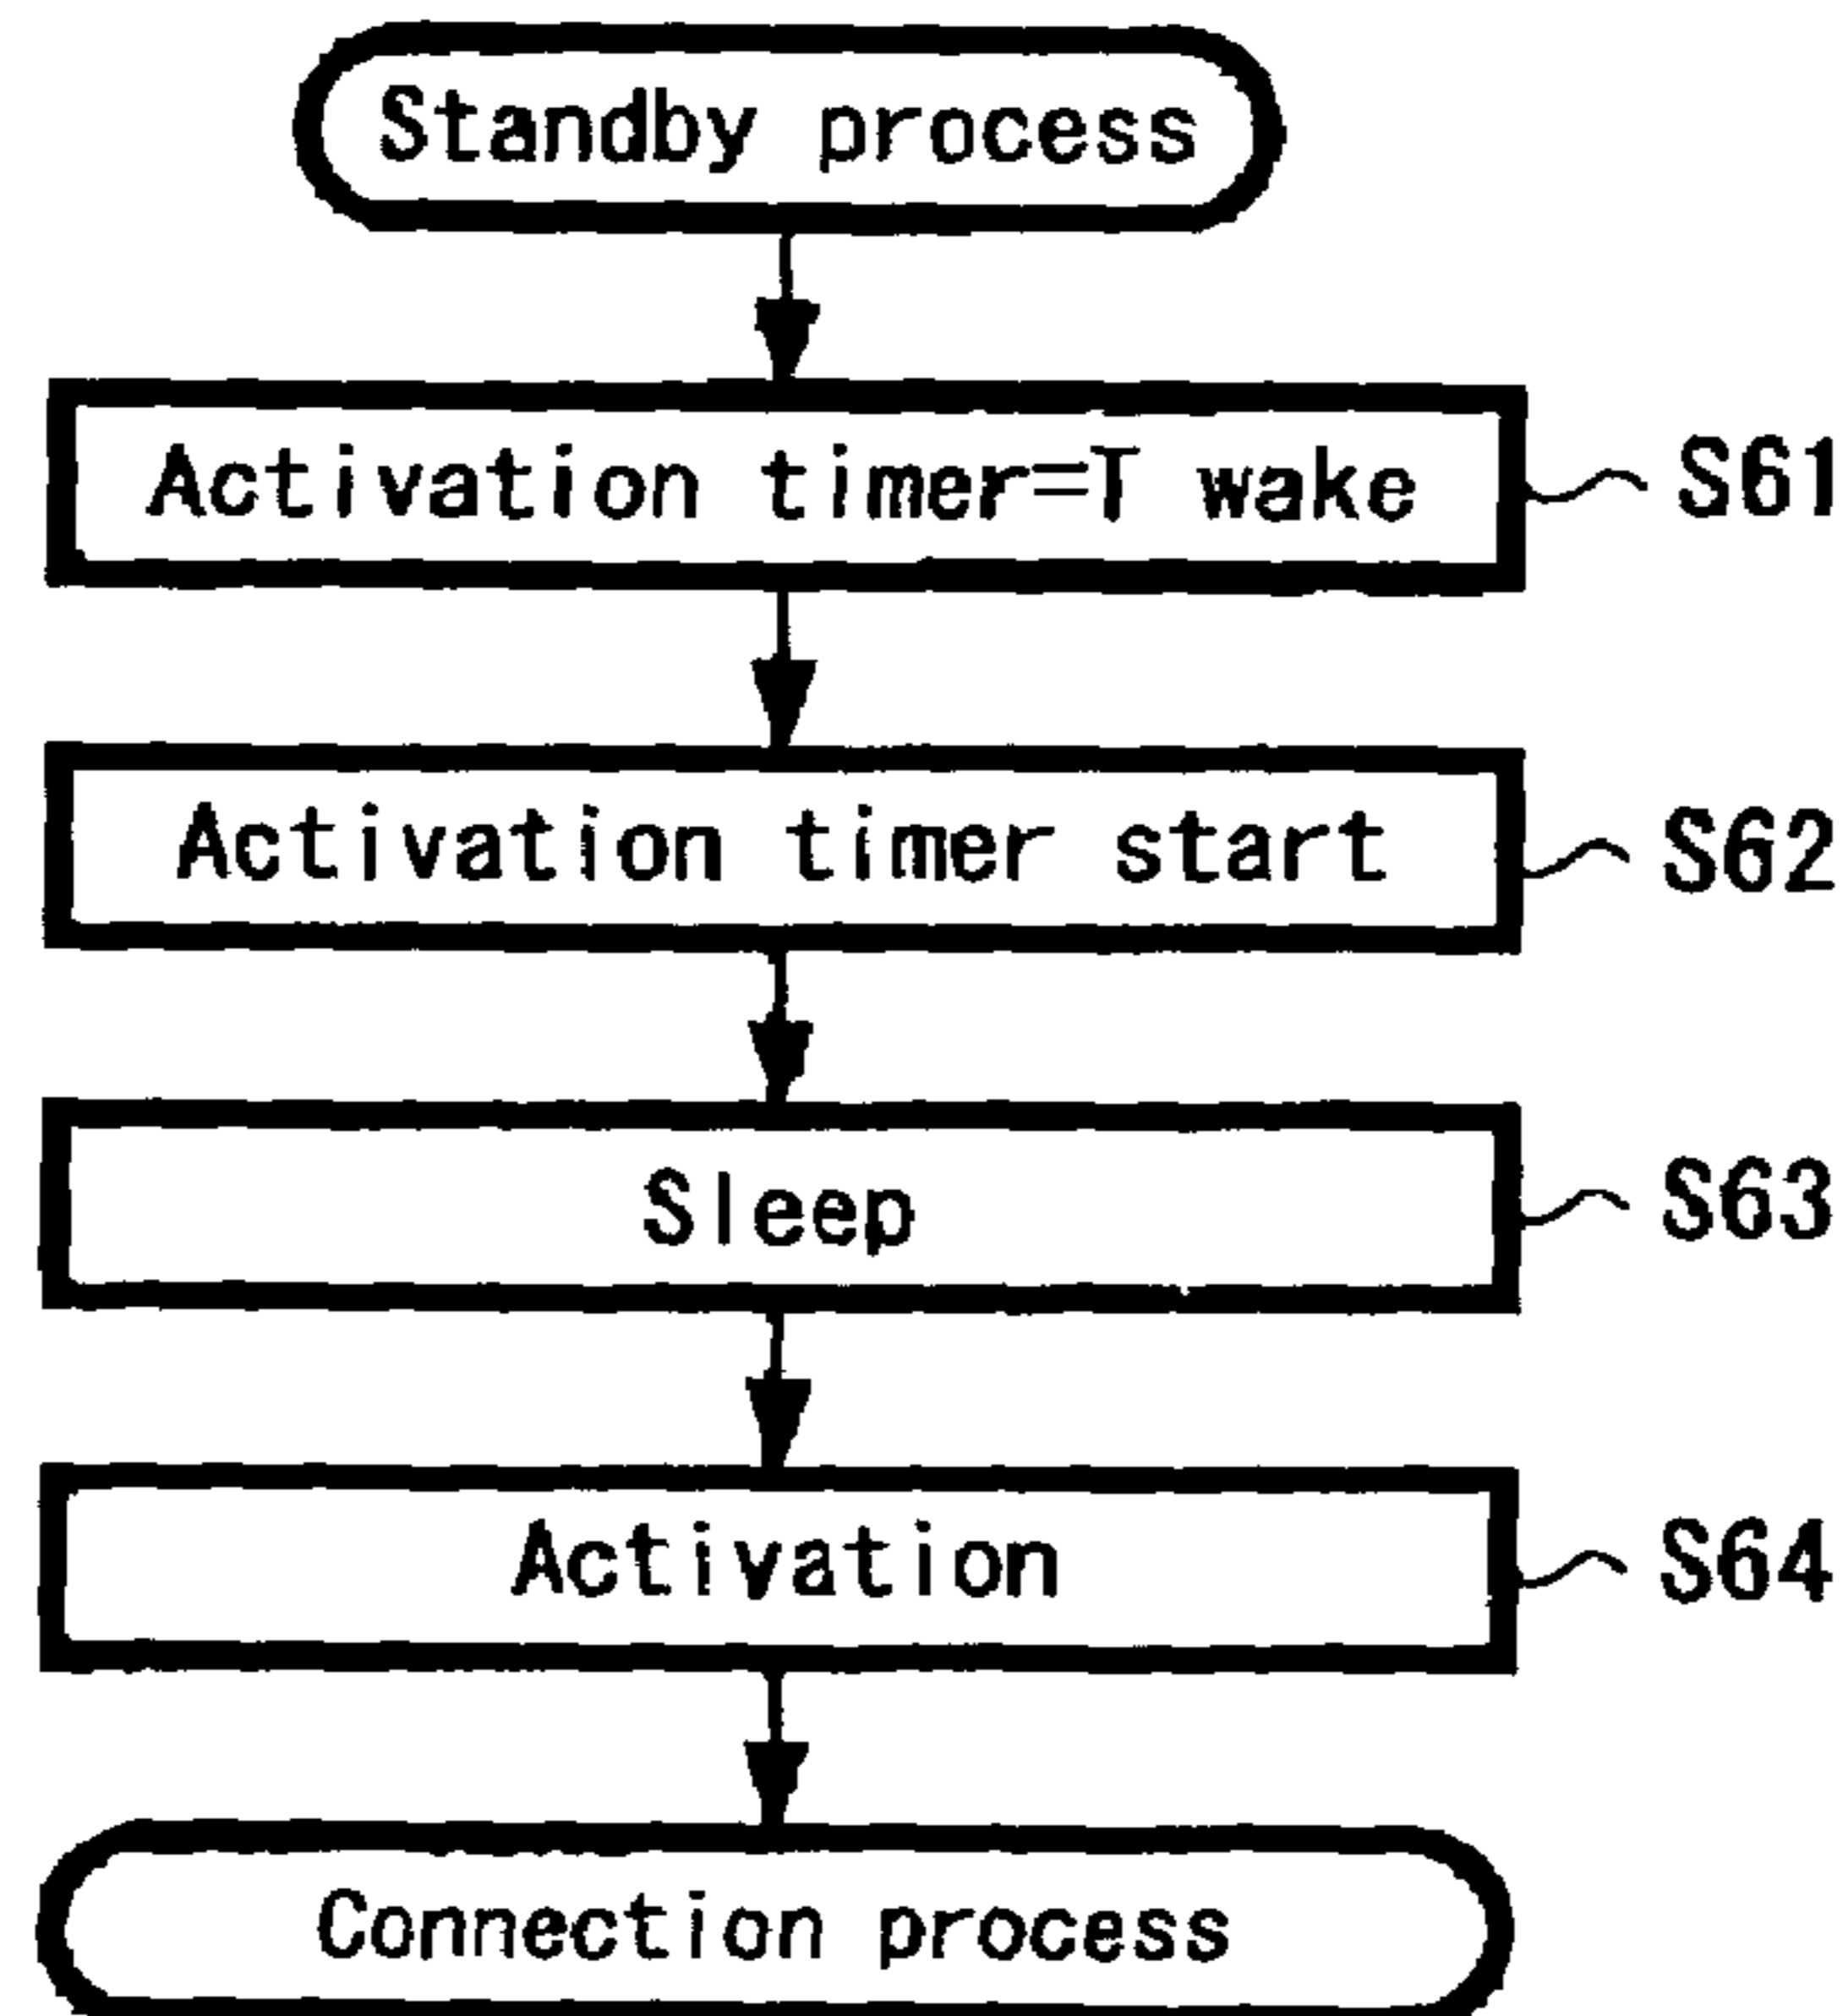 Standby process
Activation timer=T wake S61
Activation timer start S62
Sleep S63
Activation S64
Connection process